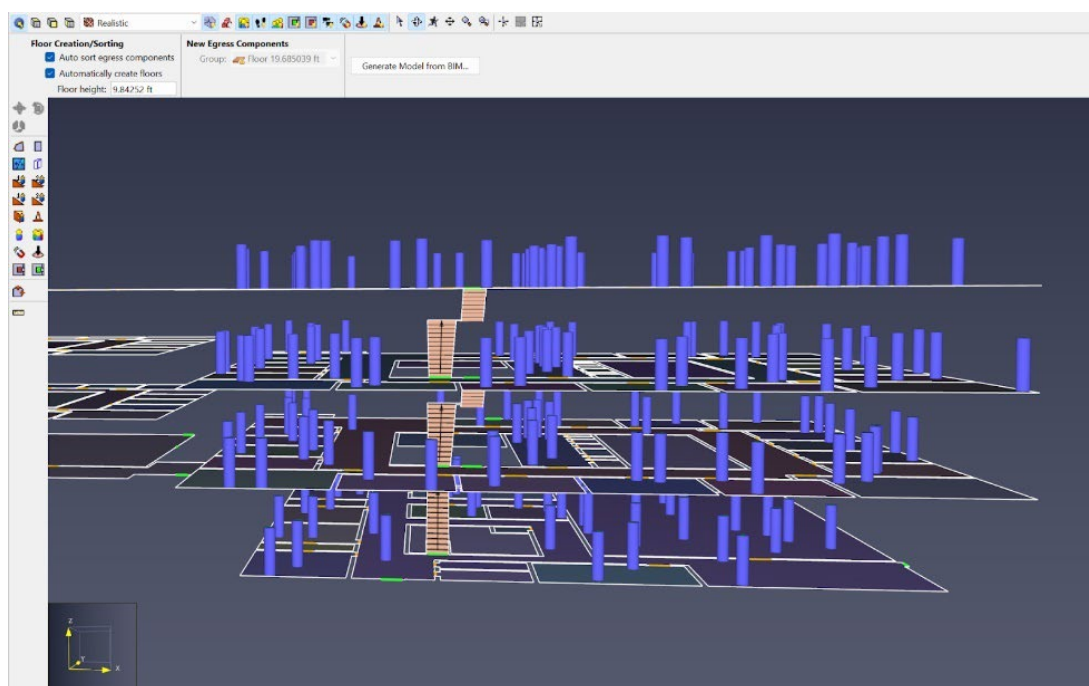 Realistic
Floor Creation/Sorting
Auto sort egress components
Automatically create floors
Floor height: 9.84252 ft
New Egress Components
Group: Floor 19.685039 ft
Generate Model from BIM...
Z
Y
X